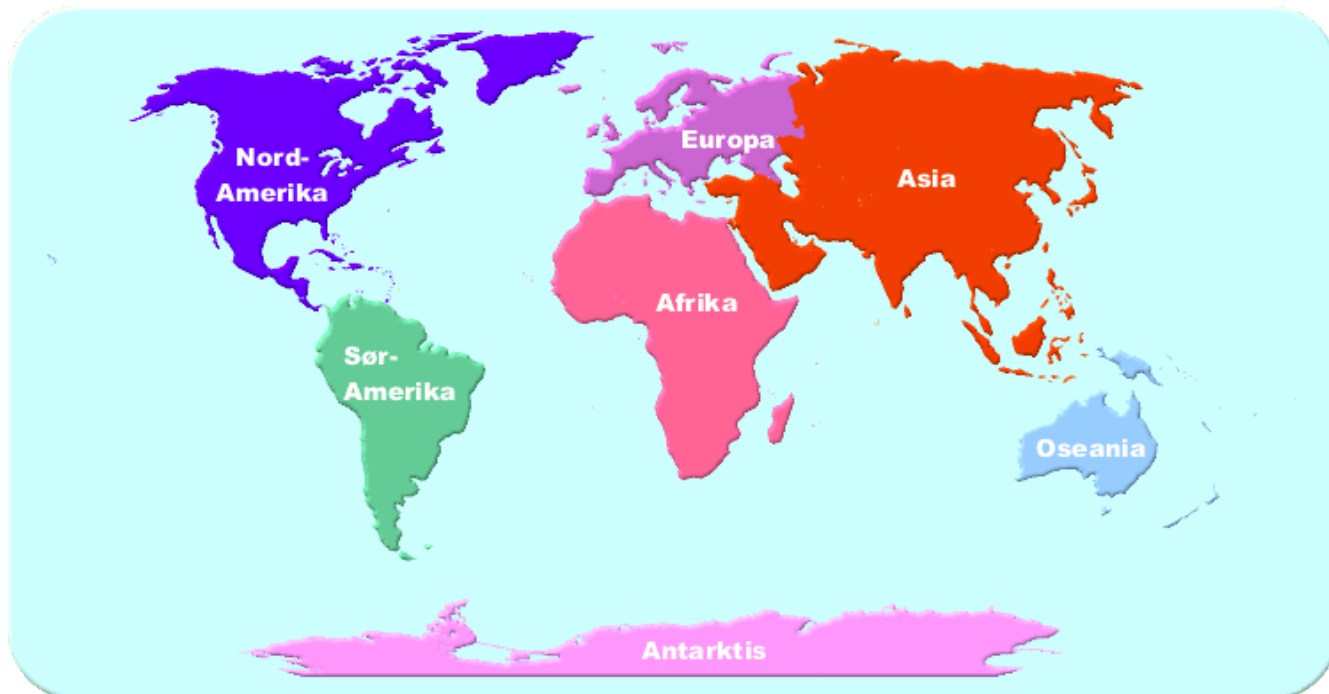 Nord-
Amerika
Europa
Asia
Afrika
Sør-
Amerika
Oseania
Antarktis